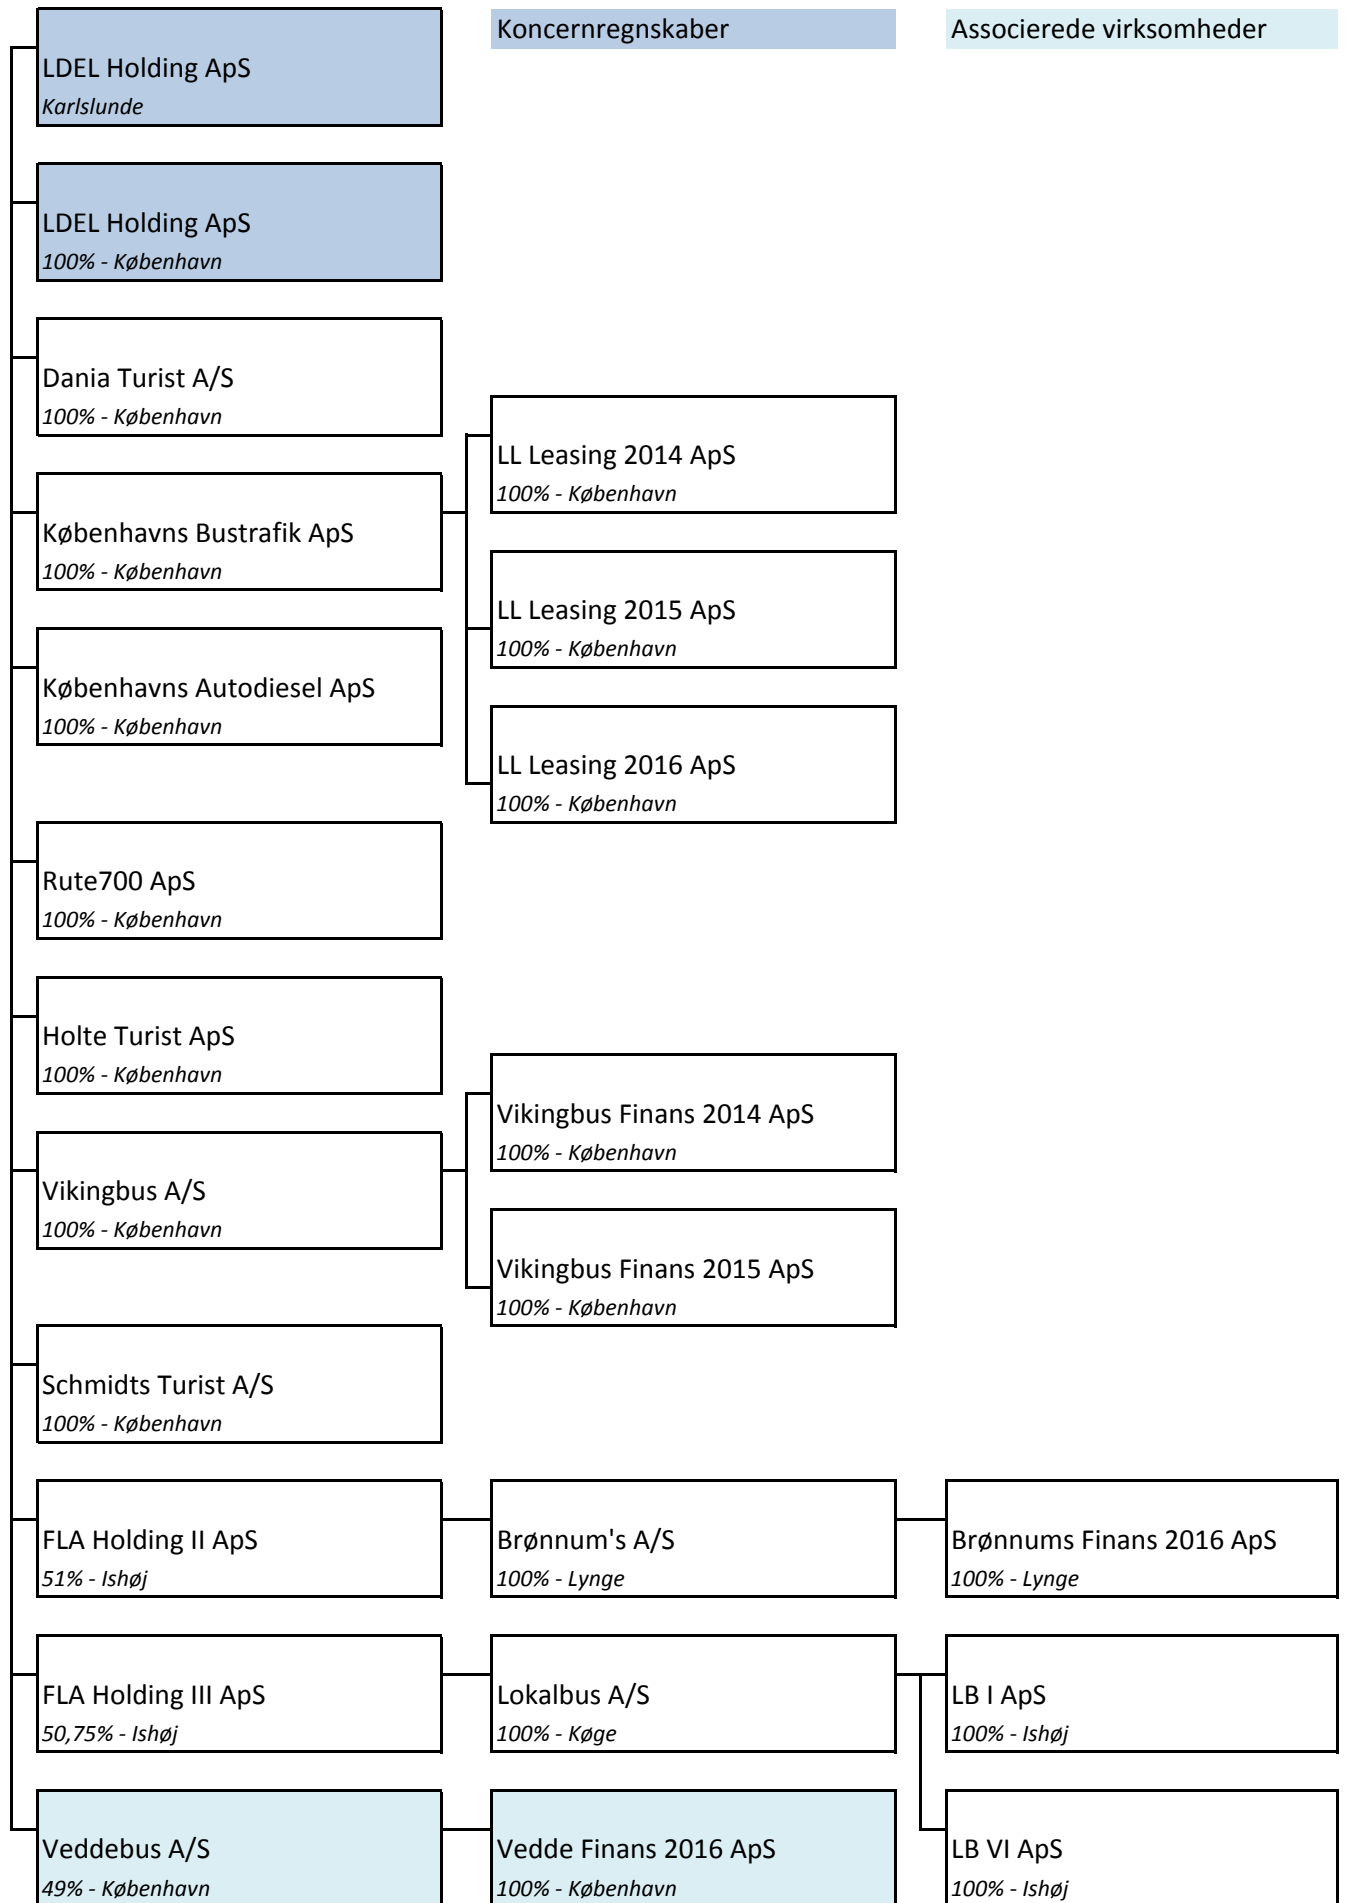 Koncernregnskaber
Associerede virksomheder
LDEL Holding ApS
Karlslunde
LDEL Holding ApS
100% - København
Dania Turist A/S
100% - København
LL Leasing 2014 ApS
100% - København
Københavns Bustrafik ApS
100% - København
LL Leasing 2015 ApS
100% - København
Københavns Autodiesel ApS
100% - København
LL Leasing 2016 ApS
100% - København
Rute700 ApS
100% - København
Holte Turist ApS
100% - København
Vikingbus Finans 2014 ApS
100% - København
Vikingbus A/S
100% - København
Vikingbus Finans 2015 ApS
100% - København
Schmidts Turist A/S
100% - København
FLA Holding II ApS
51% - Ishøj
Brønnum's A/S
100% - Lynge
Brønnums Finans 2016 ApS
100% - Lynge
FLA Holding III ApS
50,75% - Ishøj
Lokalbus A/S
100% - Køge
LB I ApS
100% - Ishøj
Veddebus A/S
49% - København
Vedde Finans 2016 ApS
100% - København
LB VI ApS
100% - Ishøj